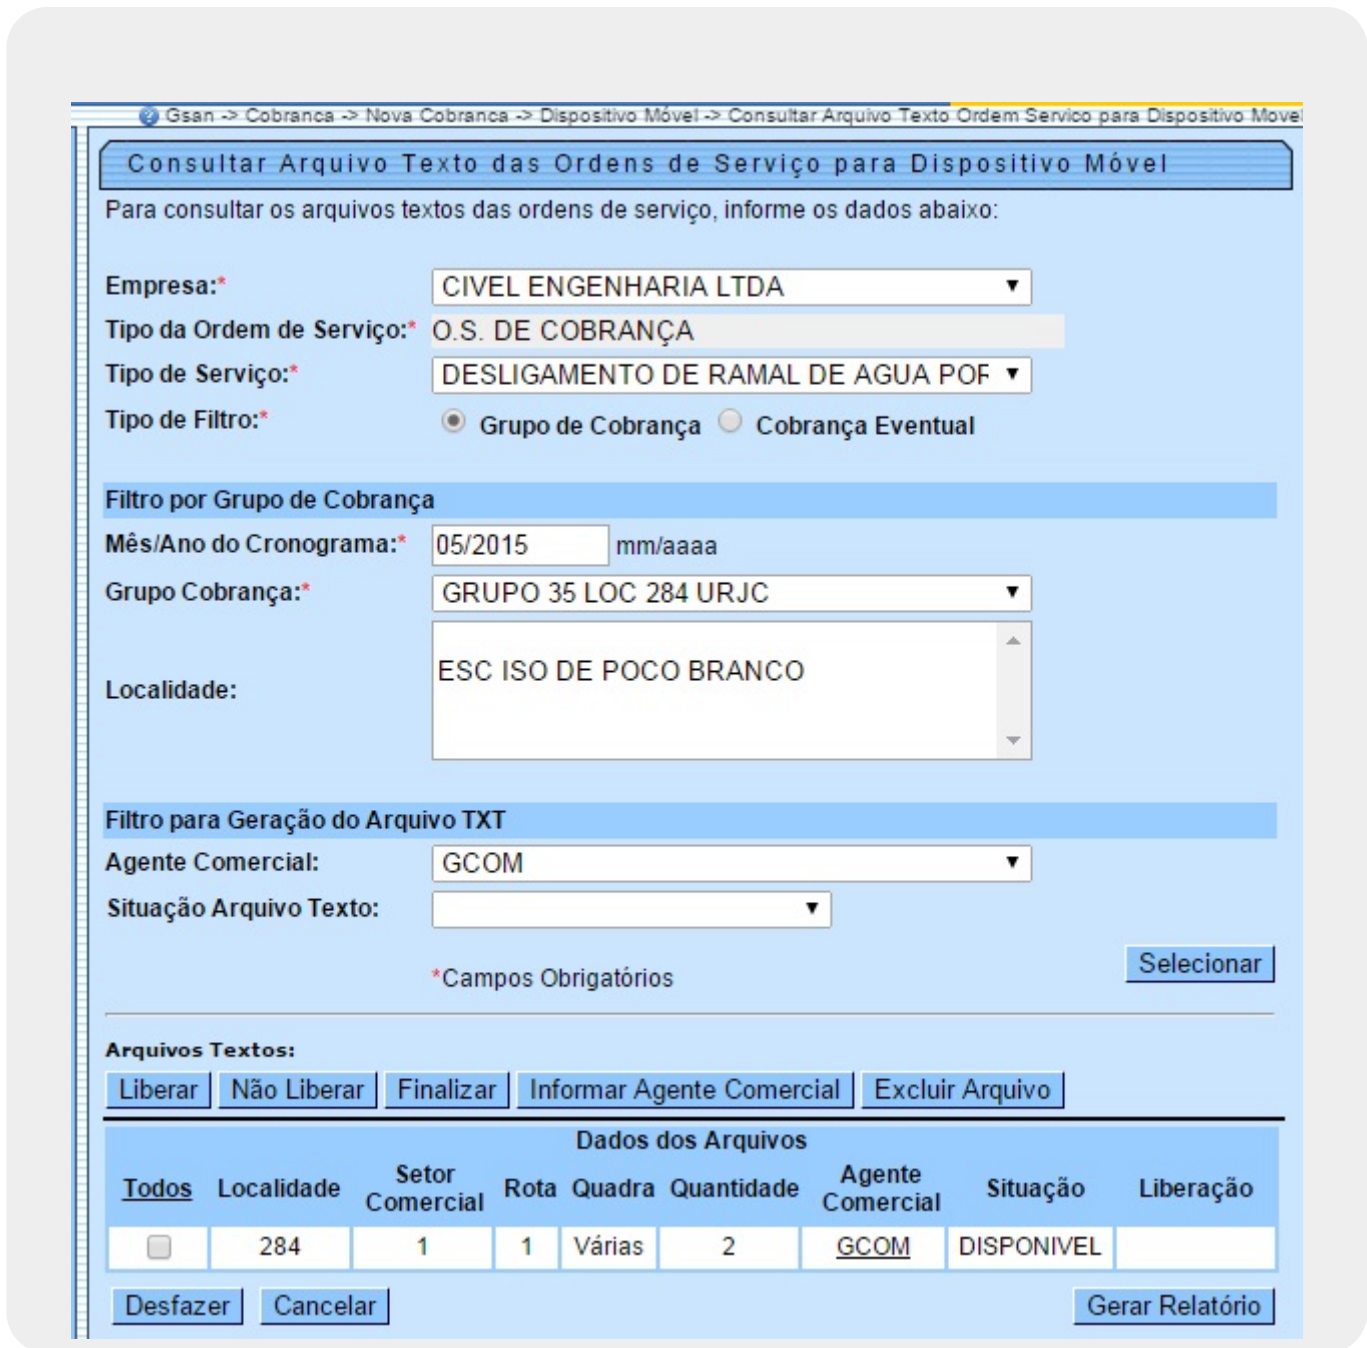 Gsan -> Cobranca -> Nova Cobranca -> Dispositivo Móvel -> Consultar Arquivo Texto Ordem Servico para Dispositivo Movel
Consultar Arquivo Texto das Ordens de Serviço para Dispositivo Móvel
Para consultar os arquivos textos das ordens de serviço, informe os dados abaixo:
Empresa:* CIVEL ENGENHARIA LTDA
Tipo da Ordem de Serviço:* O.S. DE COBRANÇA
Tipo de Serviço:* DESLIGAMENTO DE RAMAL DE AGUA POR
Tipo de Filtro:* Grupo de Cobrança Cobrança Eventual
Filtro por Grupo de Cobrança
Mês/Ano do Cronograma:* 05/2015 mm/aaaa
Grupo Cobrança:* GRUPO 35 LOC 284 URJC
Localidade: ESC ISO DE POCO BRANCO
Filtro para Geração do Arquivo TXT
Agente Comercial: GCOM
Situação Arquivo Texto:
*Campos Obrigatórios Selecionar
Arquivos Textos:
Liberar Não Liberar Finalizar Informar Agente Comercial Excluir Arquivo
Dados dos Arquivos
Todos Localidade Setor Comercial Rota Quadra Quantidade Agente Comercial Situação Liberação
284 1 1 Várias 2 GCOM DISPONIVEL
Desfazer Cancelar Gerar Relatório